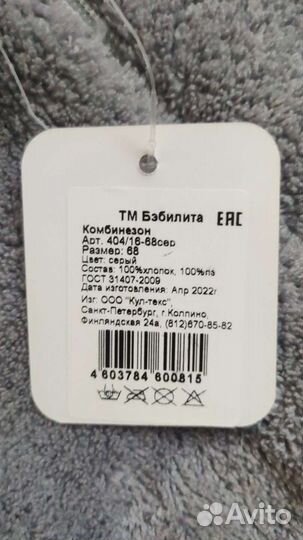 ТМ Бэбилита ЕАС
Комбинезон
Арт. 404/16-68сер
Размер: 68
Цвет: серый
Состав: 100%хлопок, 100%пэ
ГОСТ 31407-2009
Дата изготовления: Апр 2022г
Изг. ООО "Кул-текс",
Санкт-Петербург, г.Колпино,
Финляндская 24а, (812)670-85-82
4 603784 600815
Avito